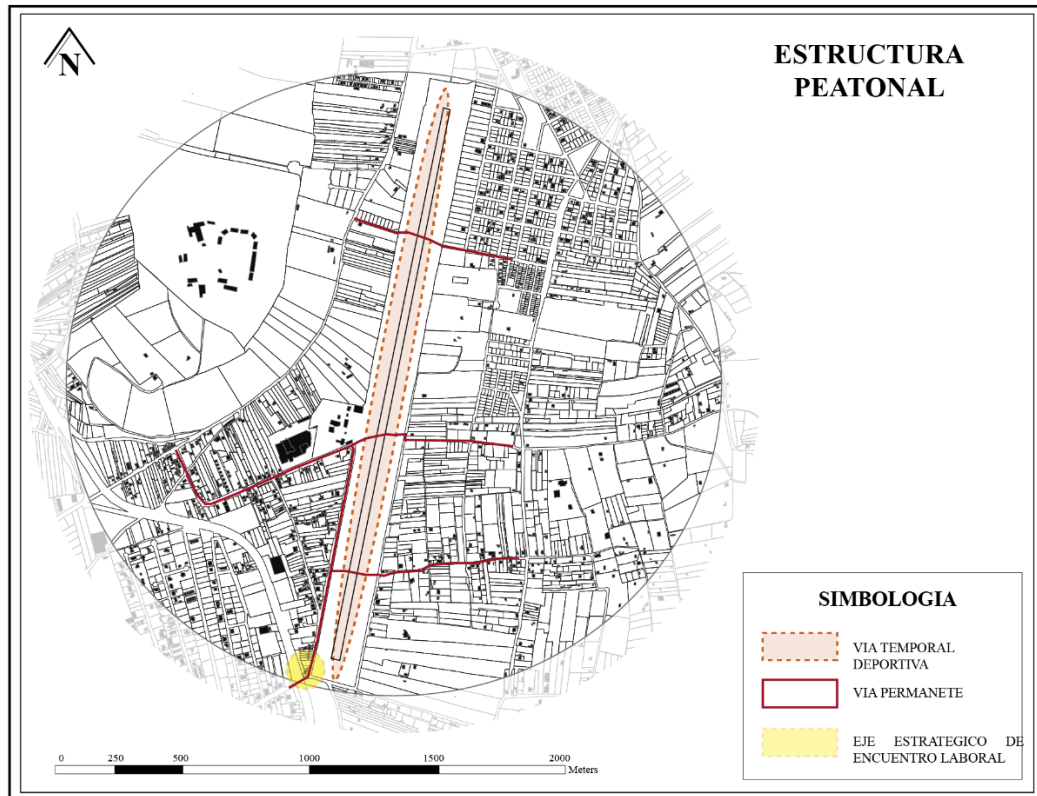 N
ESTRUCTURA
PEATONAL
SIMBOLOGIA
VIA TEMPORAL
DEPORTIVA
VIA PERMANETE
EJE ESTRATEGICO DE
ENCUENTRO LABORAL
0 250 500 1000 1500 2000
Meters